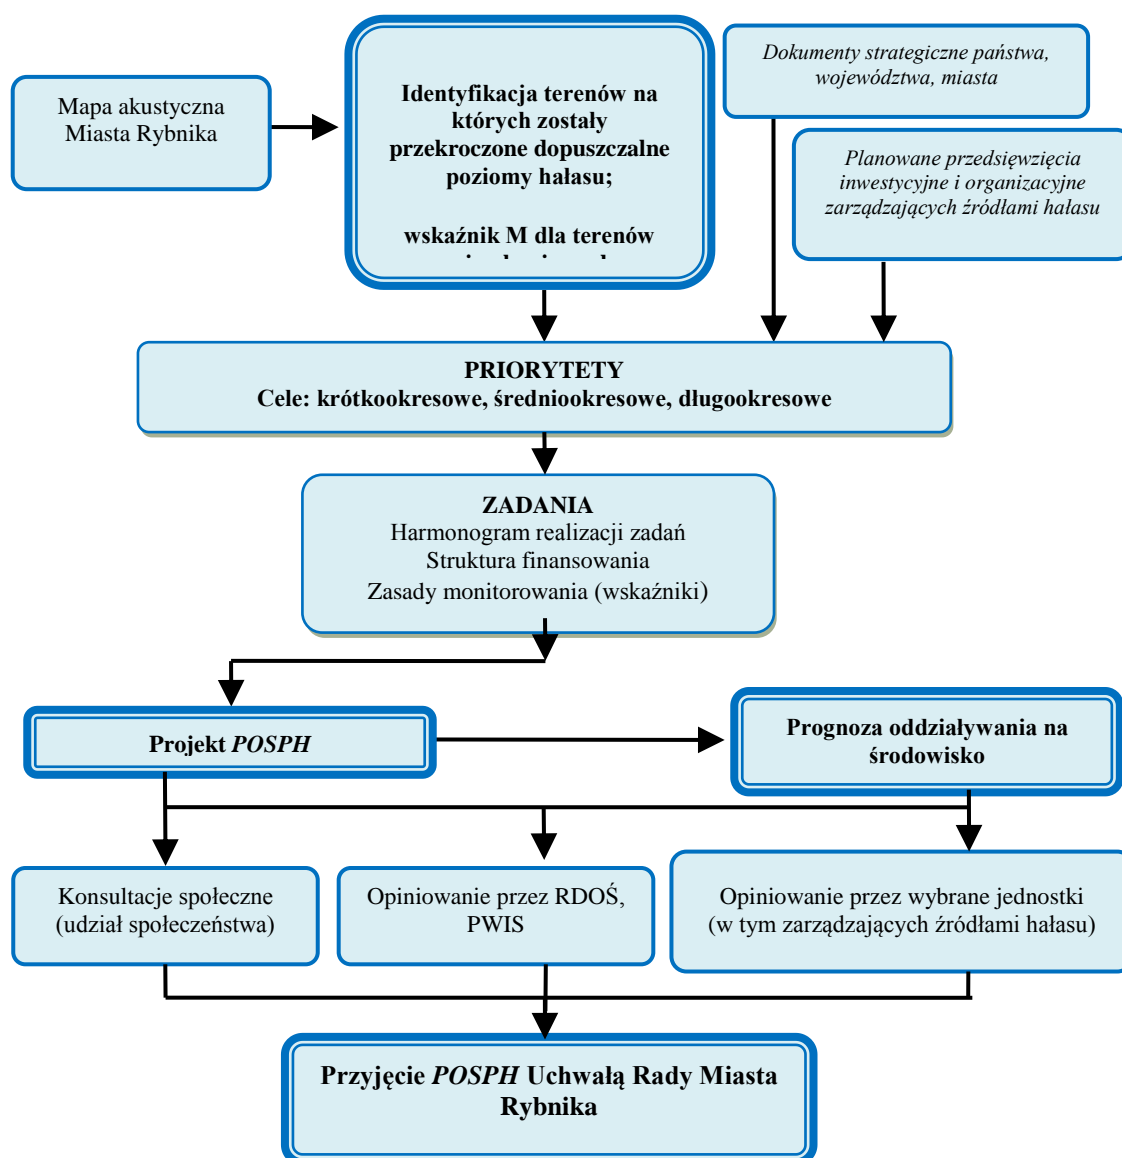 Mapa akustyczna
Miasta Rybnika
Identyfikacja terenów na
których zostały
przekroczone dopuszczalne
poziomy hałasu;
wskaźnik M dla terenów
Dokumenty strategiczne państwa,
województwa, miasta
Planowane przedsięwzięcia
inwestycyjne i organizacyjne
zarządzających źródłami hałasu
PRIORYTETY
Cele: krótkookresowe, średniookresowe, długookresowe
ZADANIA
Harmonogram realizacji zadań
Struktura finansowania
Zasady monitorowania (wskaźniki)
Projekt POSPH
Prognoza oddziaływania na
środowisko
Konsultacje społeczne
(udział społeczeństwa)
Opiniowanie przez RDOŚ,
PWIS
Opiniowanie przez wybrane jednostki
(w tym zarządzających źródłami hałasu)
Przyjęcie POSPH Uchwałą Rady Miasta
Rybnika